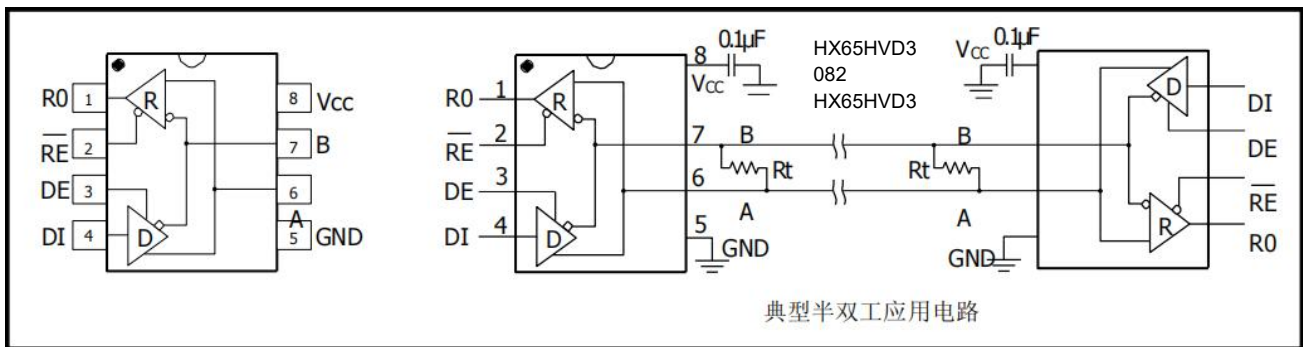 R0 1
RE 2
DE 3
DI 4
R
D
8 Vcc
7 B
6
A
5 GND
R0 1
RE 2
DE 3
DI 4
R
D
8
Vcc
0.1µF
7
6
5
GND
B
A
Rt
HX65HVD3
082
HX65HVD3
B
A
Rt
Vcc
0.1µF
GND
D
R
DI
DE
RE
R0
典型半双工应用电路